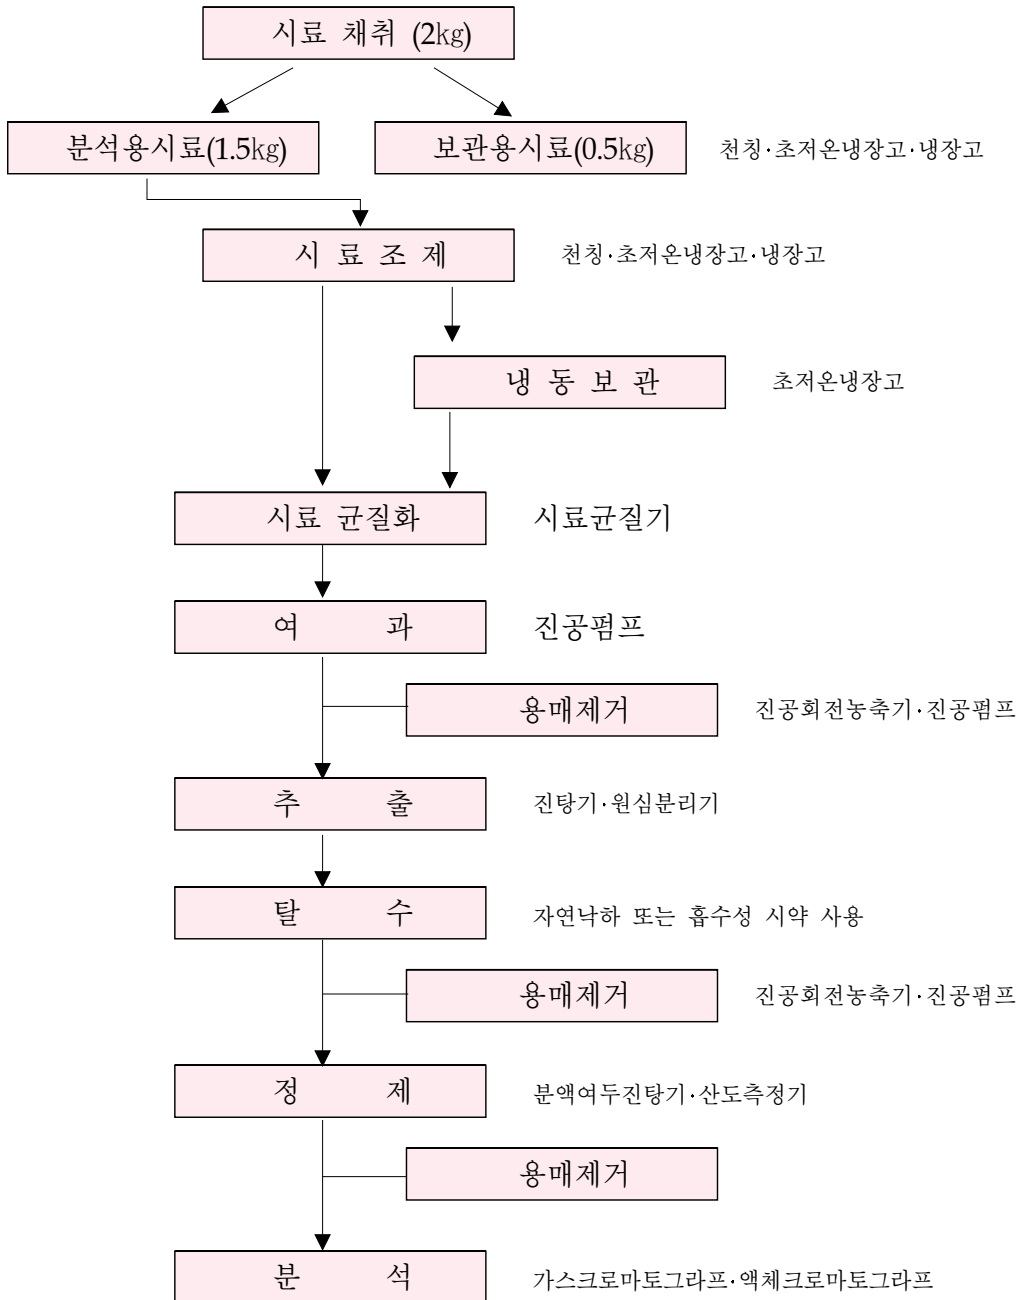 시료 채취 (2kg)
분석용시료(1.5kg) 보관용시료(0.5kg) 천칭·초저온냉장고·냉장고
시 료 조 제 천칭·초저온냉장고·냉장고
냉 동 보 관 초저온냉장고
시료 균질화 시료균질기
여 과 진공펌프
용매제거 진공회전농축기·진공펌프
추 출 진탕기·원심분리기
탈 수 자연낙하 또는 흡수성 시약 사용
용매제거 진공회전농축기·진공펌프
정 제 분액여두진탕기·산도측정기
용매제거
분 석 가스크로마토그라프·액체크로마토그라프